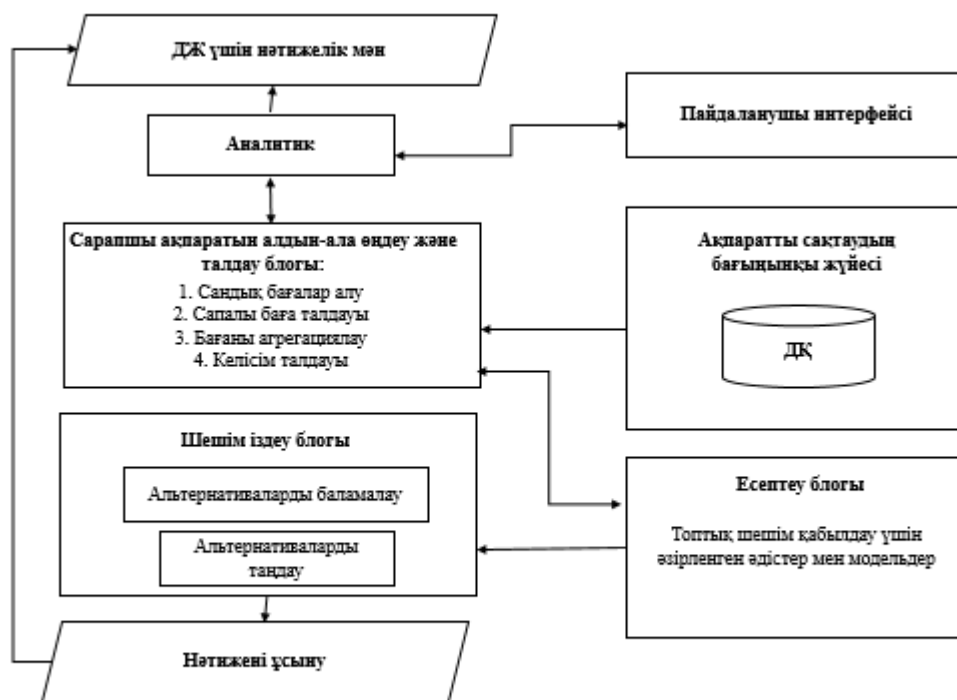 ДЖ үшін нәтижелік мән
Аналитик
Пайдаланушы интерфейсі
Сарапшы ақпаратын алдын-ала өңдеу және
талдау блогы:
1. Сандық бағалар алу
2. Сапалы баға талдауы
3. Бағаны агрегациялау
4. Келісім талдауы
Ақпаратты сақтаудың
бағыңынқы жүйесі
ДҚ
Шешім іздеу блогы
Альтернативаларды баламалау
Альтернативаларды
таңдау
Есептеу блогы
Топтық шешім қабылдау үшін
әзірленген әдістер мен модельдер
Нәтижені ұсыну